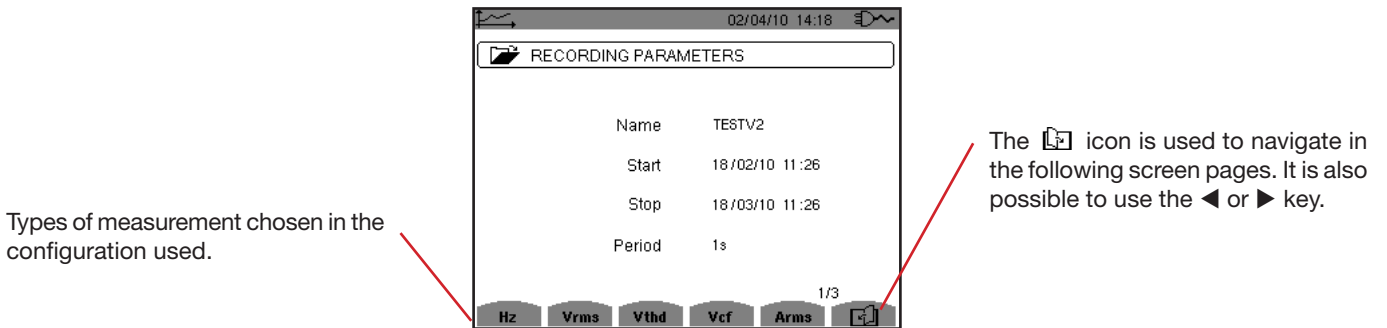 02/04/10 14:18
RECORDING PARAMETERS
Name TESTV2
Start 18/02/10 11:26
Stop 18/03/10 11:26
Period 1s
1/3
Hz Vrms Vthd Vcf Arms
Types of measurement chosen in the
configuration used.
The icon is used to navigate in
the following screen pages. It is also
possible to use the ◄ or ► key.